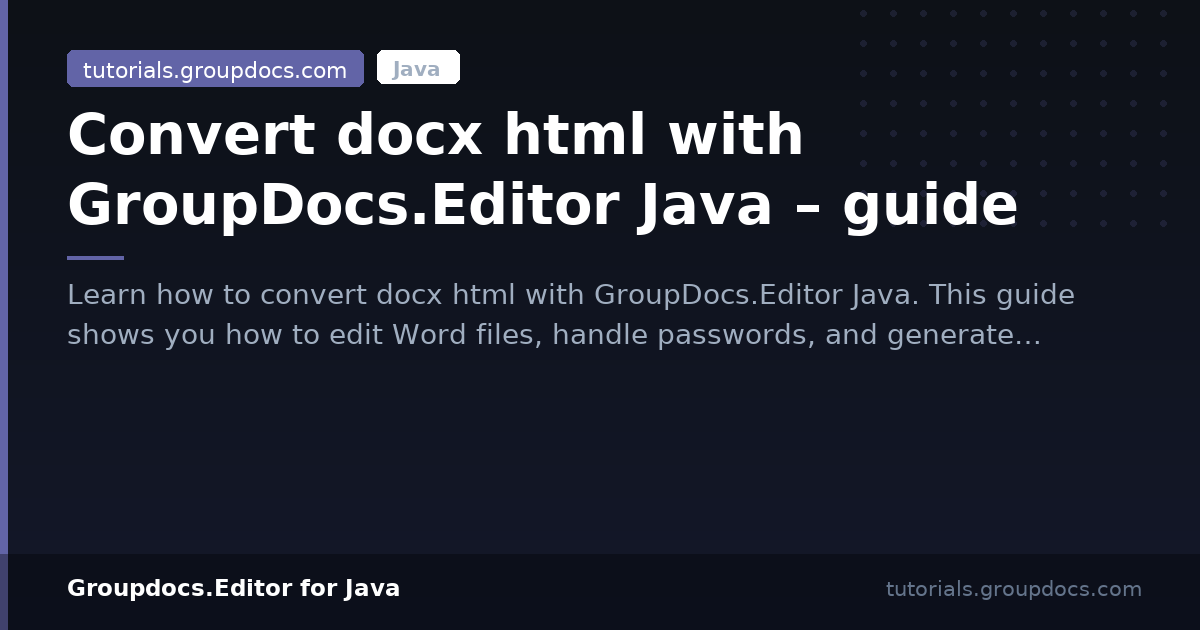 tutorials.groupdocs.com
Java
Convert docx html with
GroupDocs.Editor Java – guide
Learn how to convert docx html with GroupDocs.Editor Java. This guide
shows you how to edit Word files, handle passwords, and generate...
Groupdocs.Editor for Java
tutorials.groupdocs.com